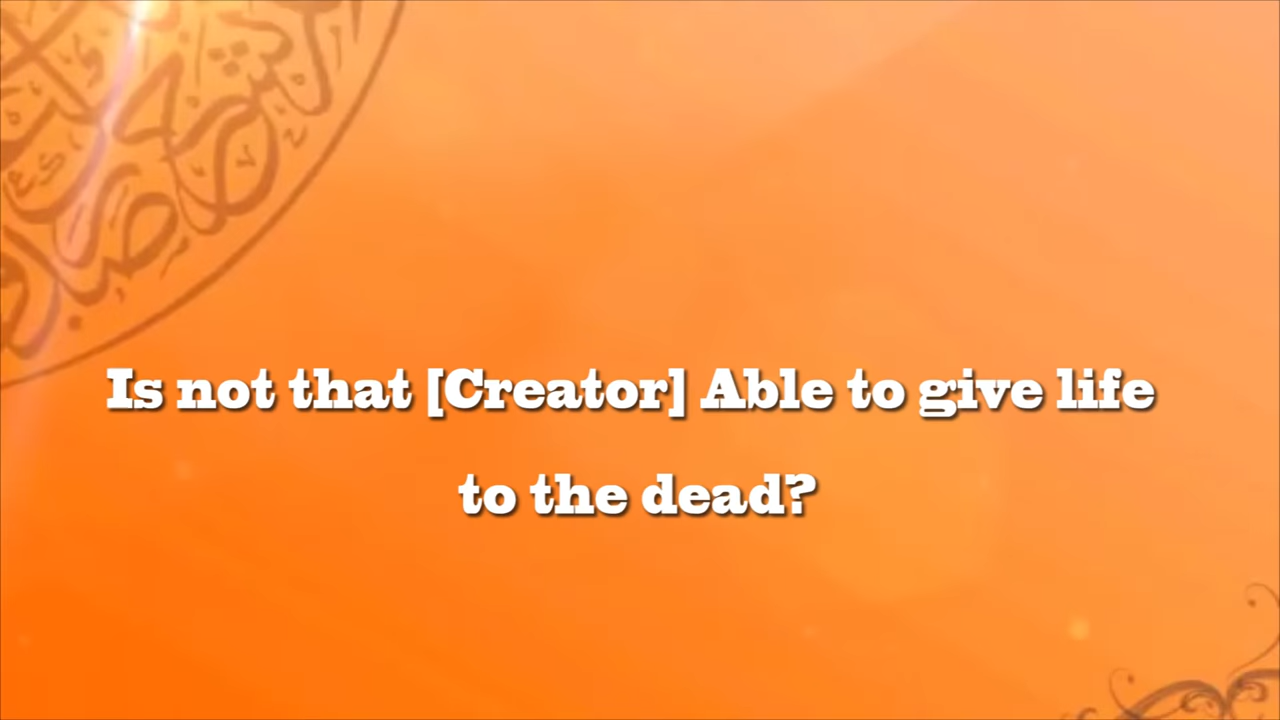 Is not that [Creator] Able to give life
to the dead?